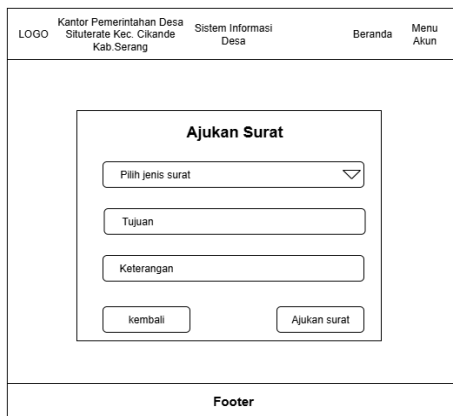 LOGO
Kantor Pemerintahan Desa
Situterate Kec. Cikande
Kab.Serang
Sistem Informasi
Desa
Beranda
Menu
Akun
Ajukan Surat
Pilih jenis surat
Tujuan
Keterangan
kembali
Ajukan surat
Footer